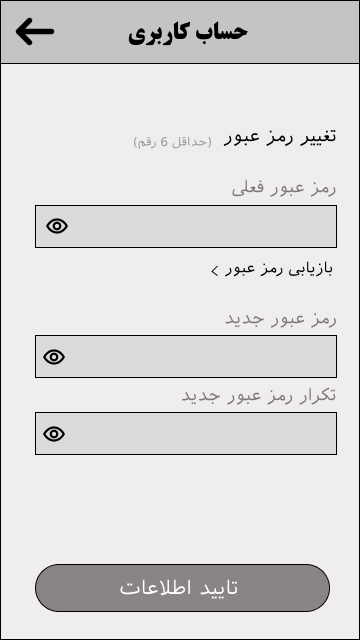 حساب کاربری
تغییر رمز عبور (حداقل 6 رقم)
رمز عبور فعلی
بازیابی رمز عبور >
رمز عبور جدید
تکرار رمز عبور جدید
تایید اطلاعات